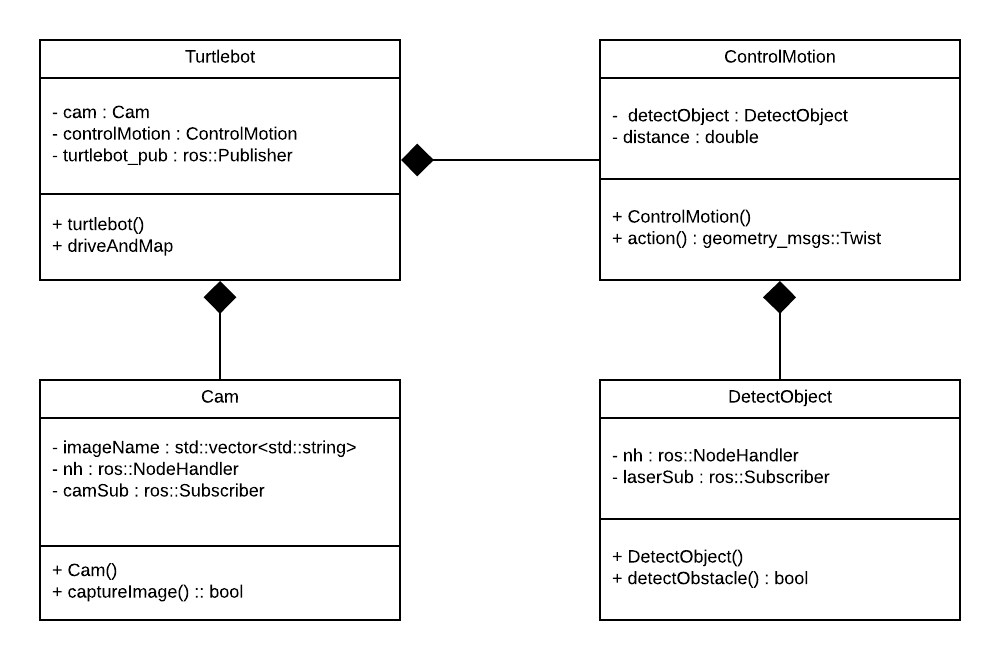 Turtlebot
- cam : Cam
- controlMotion : ControlMotion
- turtlebot_pub : ros::Publisher
+ turtlebot()
+ driveAndMap
ControlMotion
-  detectObject : DetectObject
- distance : double
+ ControlMotion()
+ action() : geometry_msgs::Twist
Cam
- imageName : std::vector<std::string>
- nh : ros::NodeHandler
- camSub : ros::Subscriber
+ Cam()
+ captureImage() :: bool
DetectObject
- nh : ros::NodeHandler
- laserSub : ros::Subscriber
+ DetectObject()
+ detectObstacle() : bool